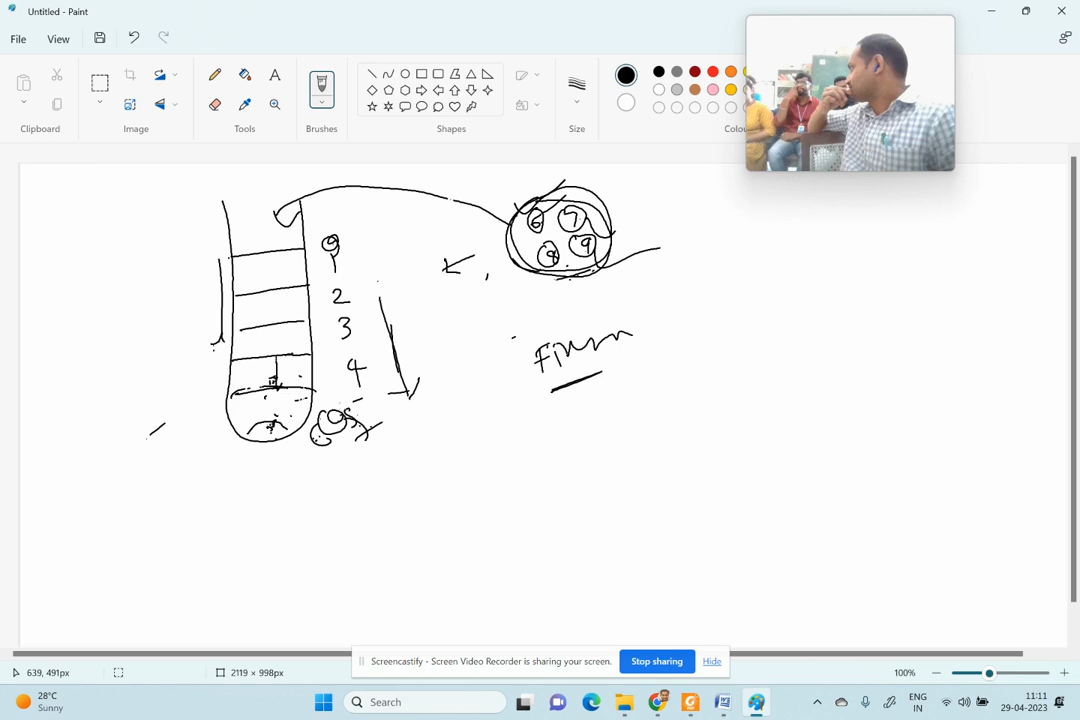 Untitled - Paint
File
View
Clipboard
Image
Tools
Brushes
Shapes
Size
Colou
6 7
8 9
1
2
3
4
639, 491px
2119 × 998px
100%
Screencastify - Screen Video Recorder is sharing your screen.
Stop sharing
Hide
28°C
Sunny
Search
ENG
IN
11:11
29-04-2023